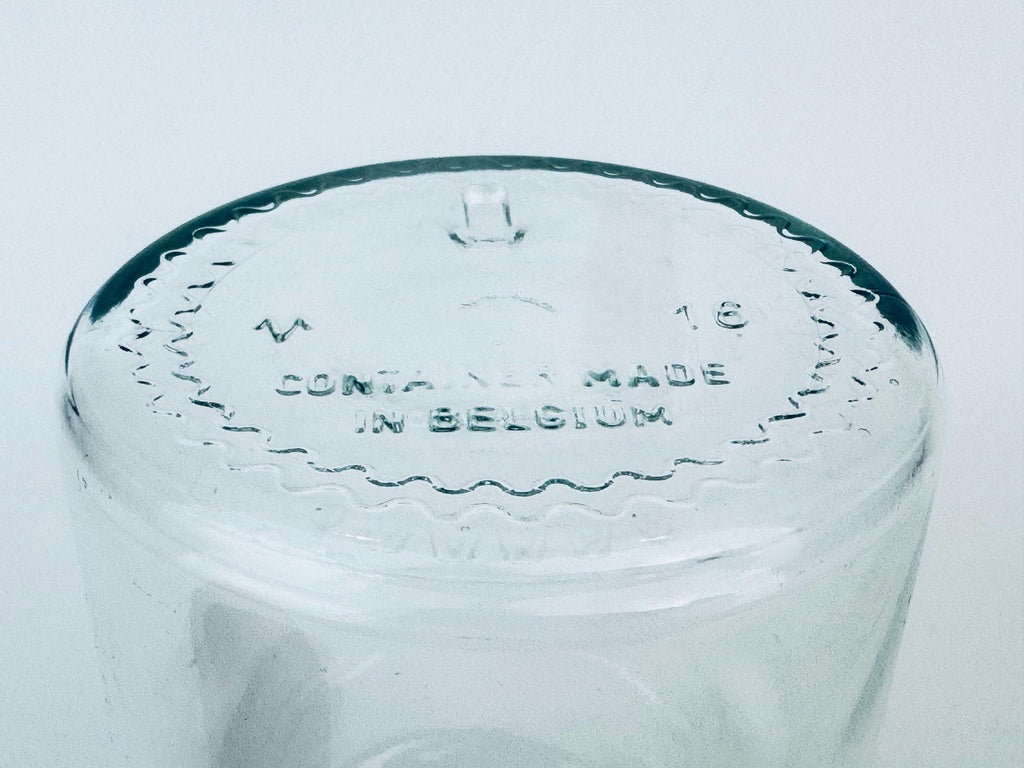 V 18
CONTAINER MADE
IN BELGIUM